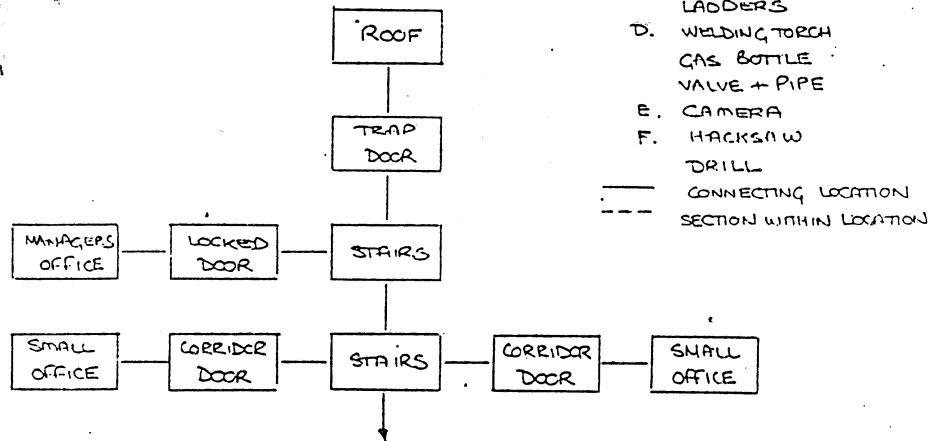 ROOF
TRAP
DOOR
MANAGERS
OFFICE
LOCKED
DOOR
STAIRS
SMALL
OFFICE
CORRIDOR
DOOR
STAIRS
CORRIDOR
DOOR
SMALL
OFFICE
LADDERS
D. WELDING TORCH
GAS BOTTLE
VALVE + PIPE
E. CAMERA
F. HACKSAW
DRILL
CONNECTING LOCATION
SECTION WITHIN LOCATION